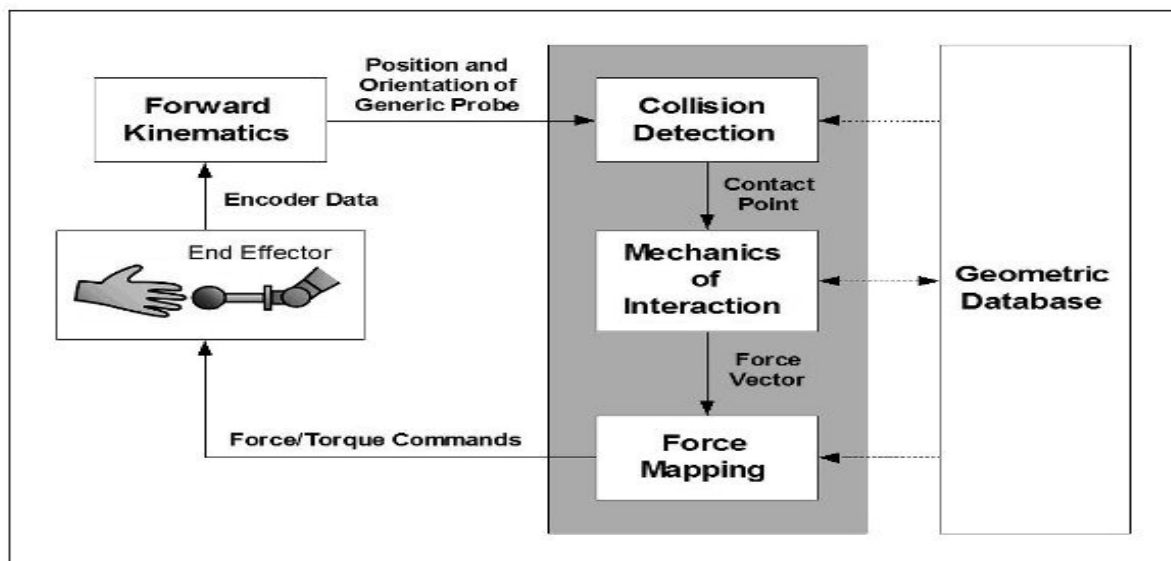 Position and
Orientation of
Generic Probe
Forward
Kinematics
Collision
Detection
Encoder Data
Contact
Point
End Effector
Mechanics
of
Interaction
Geometric
Database
Force
Vector
Force/Torque Commands
Force
Mapping